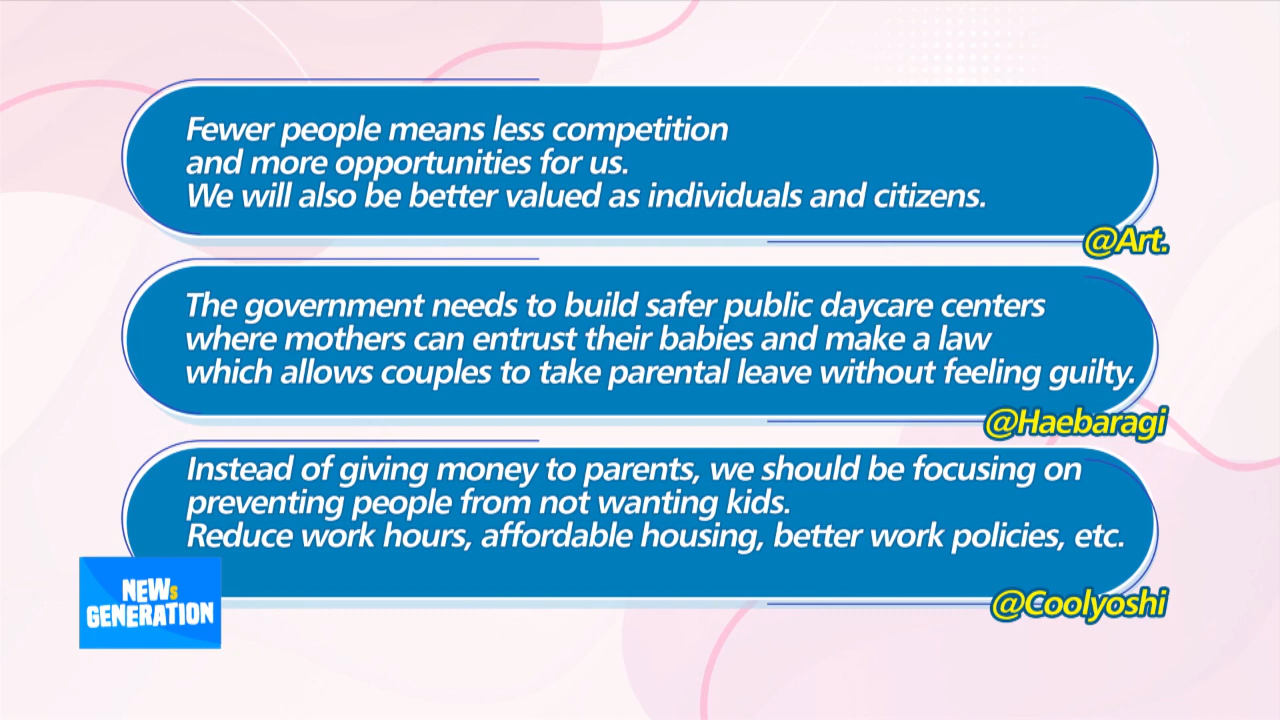 Fewer people means less competition
and more opportunities for us.
We will also be better valued as individuals and citizens.
@Art.
The government needs to build safer public daycare centers
where mothers can entrust their babies and make a law
which allows couples to take parental leave without feeling guilty.
@Haebaragi
Instead of giving money to parents, we should be focusing on
preventing people from not wanting kids.
Reduce work hours, affordable housing, better work policies, etc.
@Coolyoshi
NEWs
GENERATION